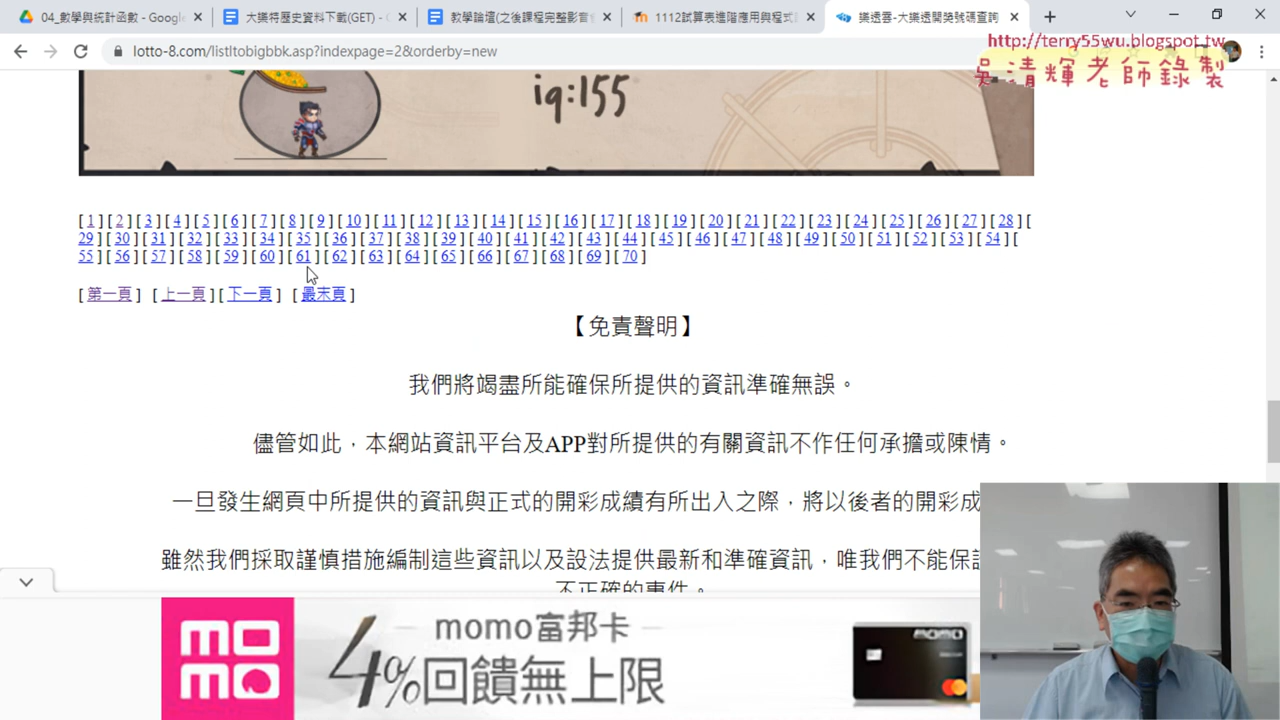 04_數學與統計函數 - Google
大樂將歷史資料下載(GET) - G
教學論壇(之後課程完整影音
1112試算表進階應用與程式
樂透雲-大樂透開獎號碼查詢
lotto-8.com/listltobigbbk.asp?indexpage=2&orderby=new
http://terry55wu.blogspot.tw
吳清輝老師錄製
iq:155
[ 1 ] [ 2 ] [ 3 ] [ 4 ] [ 5 ] [ 6 ] [ 7 ] [ 8 ] [ 9 ] [ 10 ] [ 11 ] [ 12 ] [ 13 ] [ 14 ] [ 15 ] [ 16 ] [ 17 ] [ 18 ] [ 19 ] [ 20 ] [ 21 ] [ 22 ] [ 23 ] [ 24 ] [ 25 ] [ 26 ] [ 27 ] [ 28 ] [
29 ] [ 30 ] [ 31 ] [ 32 ] [ 33 ] [ 34 ] [ 35 ] [ 36 ] [ 37 ] [ 38 ] [ 39 ] [ 40 ] [ 41 ] [ 42 ] [ 43 ] [ 44 ] [ 45 ] [ 46 ] [ 47 ] [ 48 ] [ 49 ] [ 50 ] [ 51 ] [ 52 ] [ 53 ] [ 54 ] [
55 ] [ 56 ] [ 57 ] [ 58 ] [ 59 ] [ 60 ] [ 61 ] [ 62 ] [ 63 ] [ 64 ] [ 65 ] [ 66 ] [ 67 ] [ 68 ] [ 69 ] [ 70 ]
[ 第一頁 ] [ 上一頁 ] [ 下一頁 ] [ 最末頁 ]
【免責聲明】
我們將竭盡所能確保所提供的資訊準確無誤。
儘管如此，本網站資訊平台及APP對所提供的有關資訊不作任何承擔或陳情。
一旦發生網頁中所提供的資訊與正式的開彩成績有所出入之際，將以後者的開彩成
雖然我們採取謹慎措施編制這些資訊以及設法提供最新和準確資訊，唯我們不能保
不正確的事件。
momo
momo富邦卡
4%回饋無上限
momo